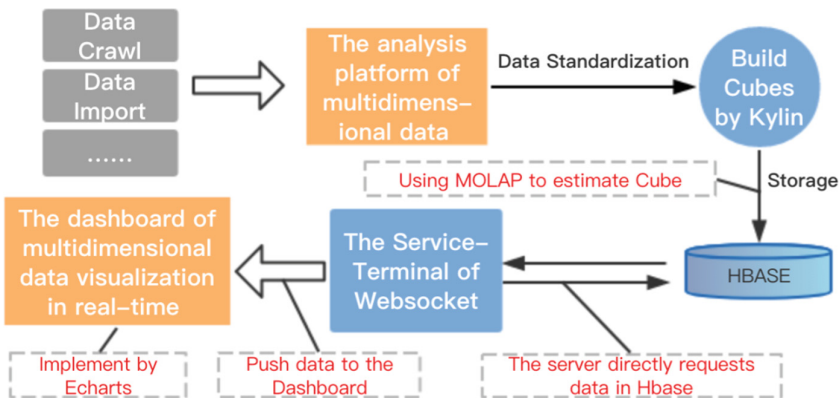 Data
Crawl
Data
Import
......
The analysis
platform of
multidimens-
ional data
Data Standardization
Build
Cubes
by Kylin
Using MOLAP to estimate Cube
Storage
The dashboard of
multidimensional
data visualization
in real-time
The Service-
Terminal of
Websocket
HBASE
Implement by
Echarts
Push data to the
Dashboard
The server directly requests
data in Hbase